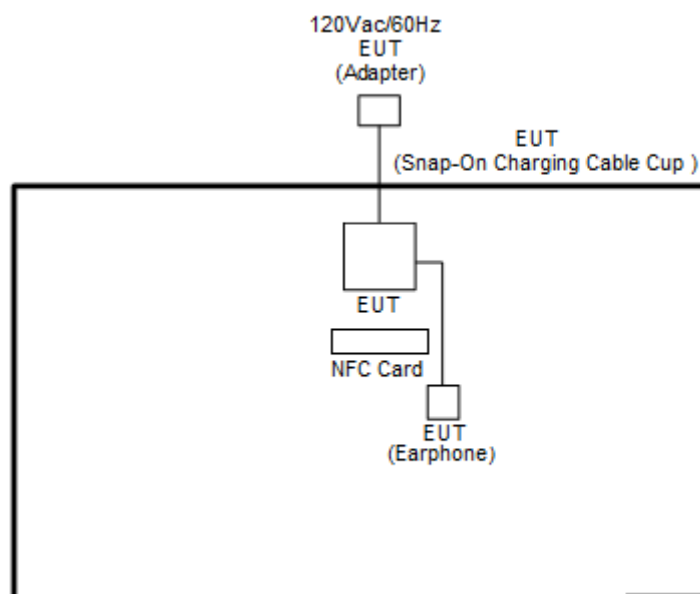 120Vac/60Hz
EUT
(Adapter)
EUT
(Snap-On Charging Cable Cup )
EUT
NFC Card
EUT
(Earphone)